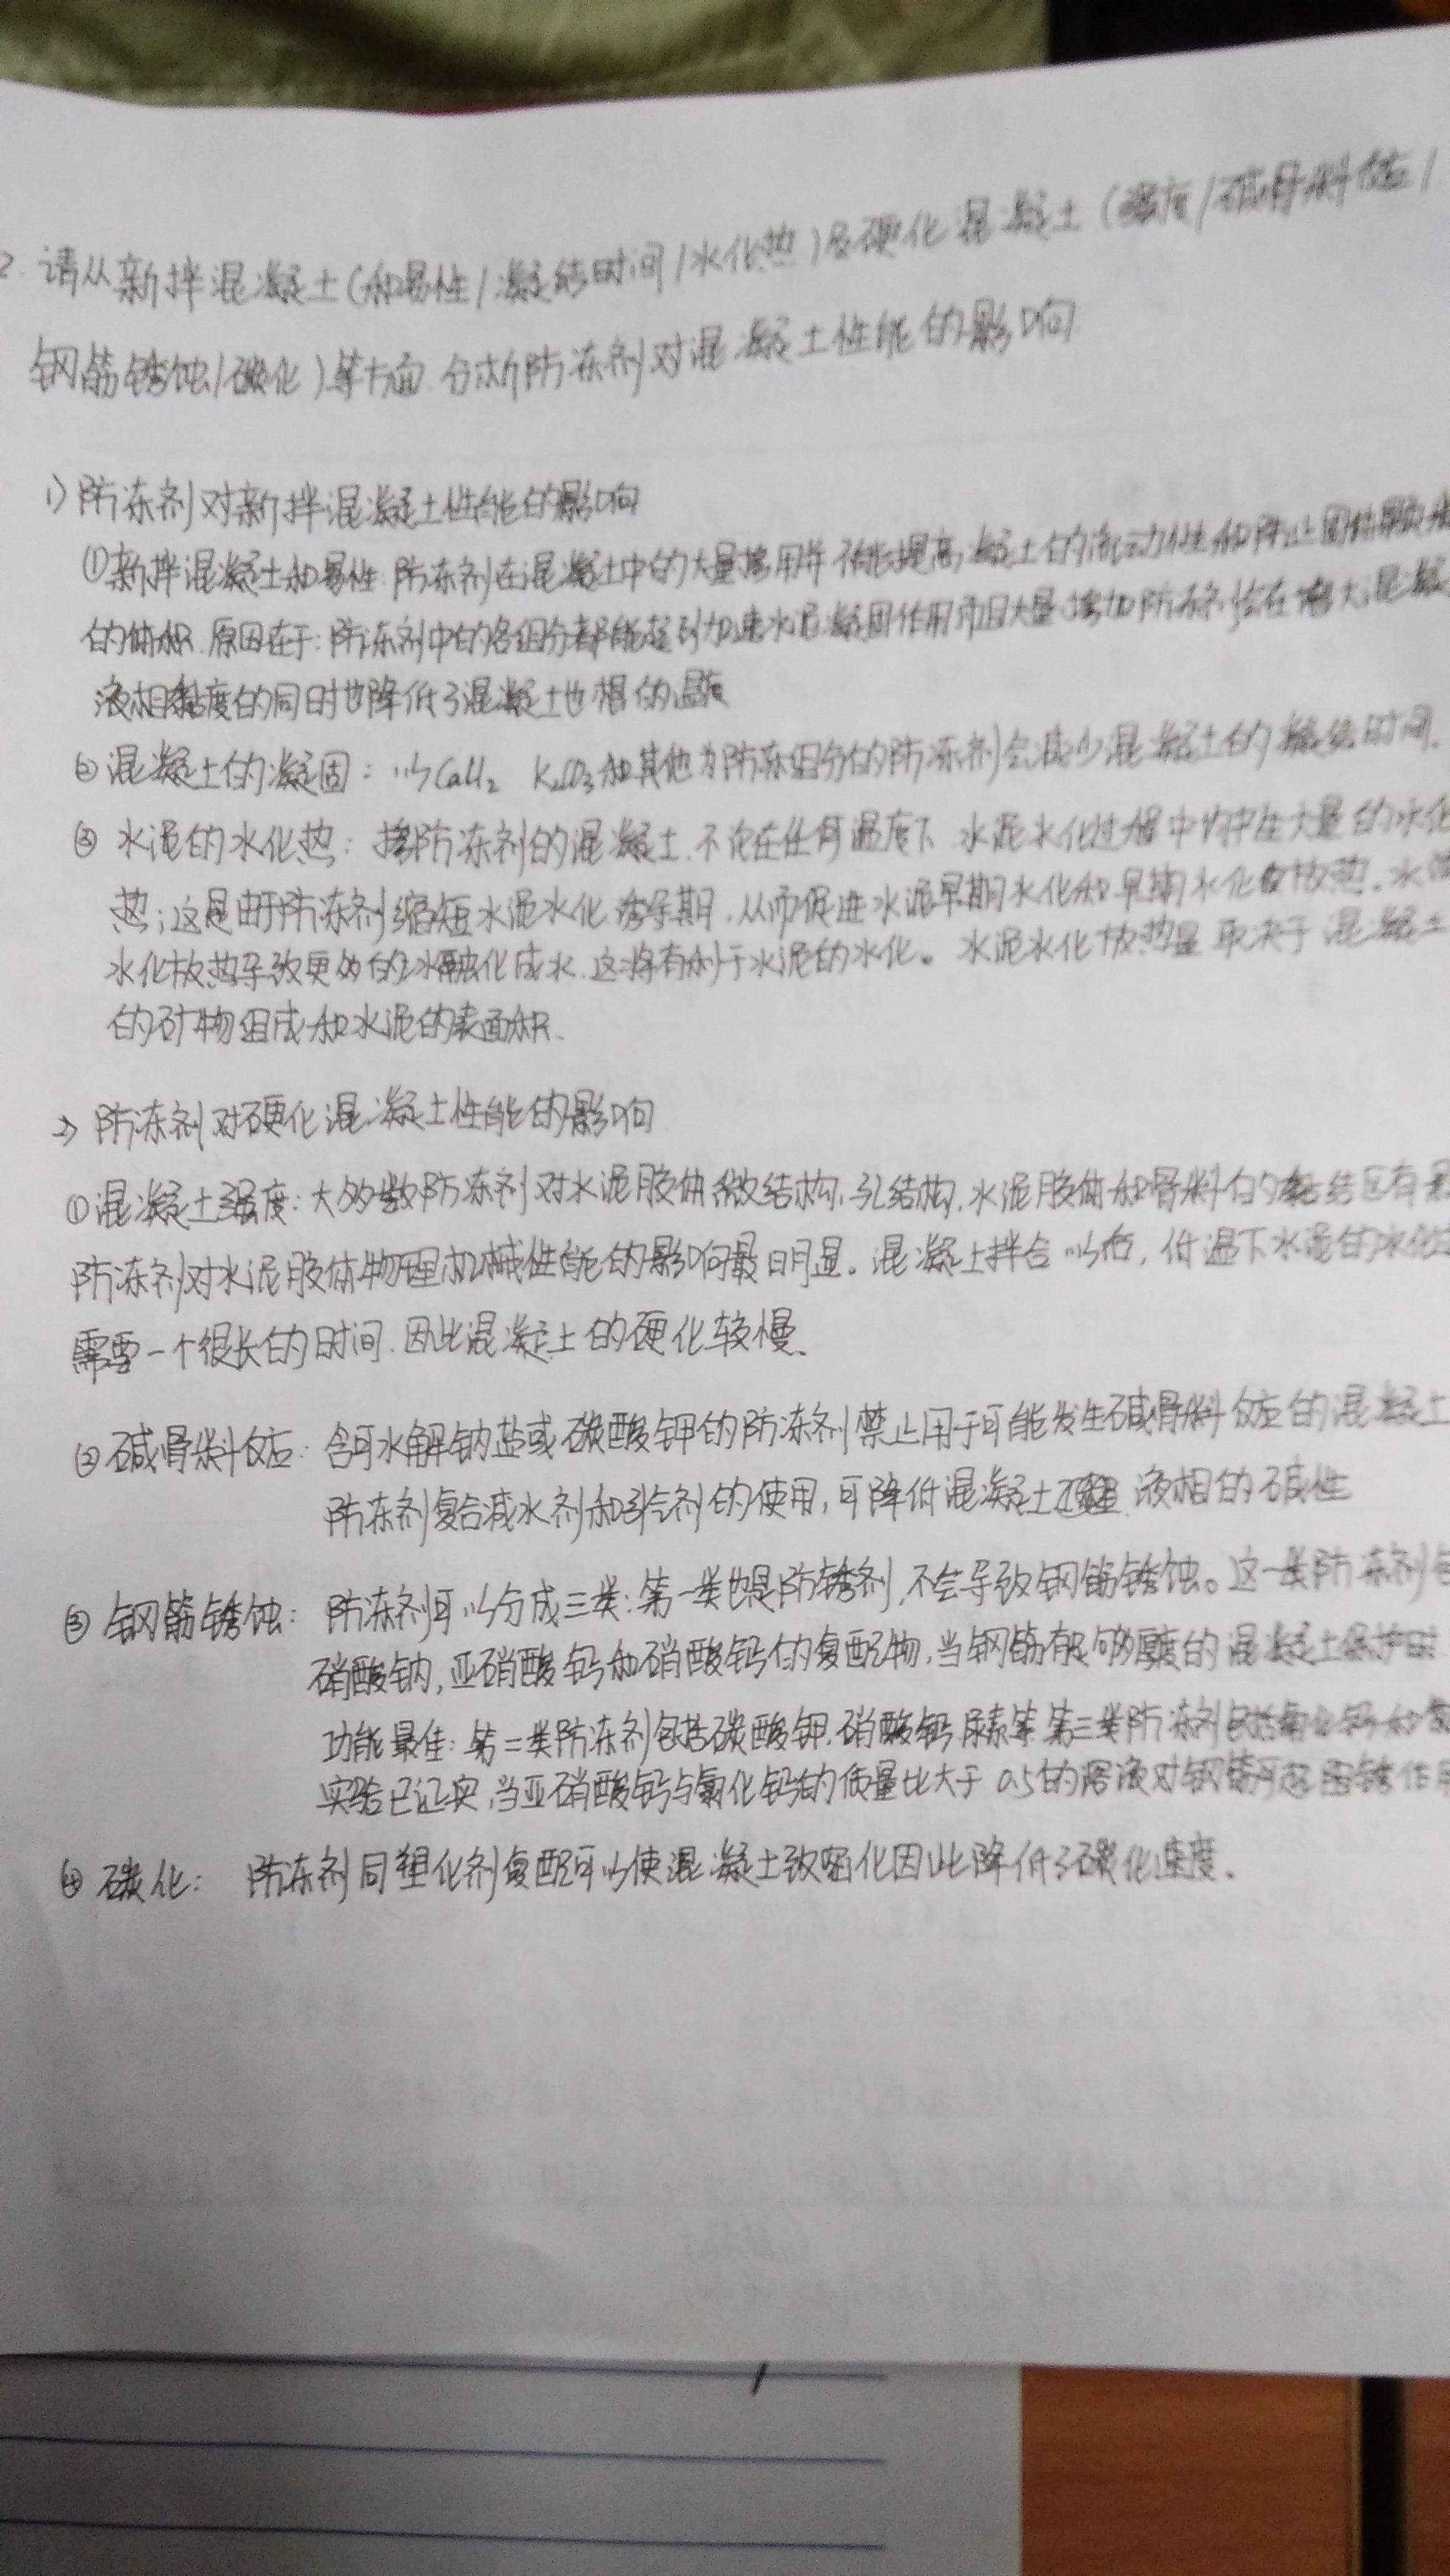 2. 请从新拌混凝土(和易性/凝结时间/水化热)及硬化混凝土(强度/碱骨料反应/
钢筋锈蚀/碳化)等方面 分析防冻剂对混凝土性能的影响
1) 防冻剂对新拌混凝土性能的影响
①新拌混凝土和易性:防冻剂在混凝土中的大量掺用并不能提高混凝土的流动性和阵止固体颗粒
的体积.原因在于:防冻剂中的各组分都能起到加速水泥凝固作用而且大量增加防冻剂会在增大混凝
液相黏度的同时也降低了混凝土也相的温度
② 混凝土的凝固: 以CaCl2 K2CO3和其他为防冻组分的防冻剂会减少混凝土的凝结时间.
③ 水泥的水化热: 掺防冻剂的混凝土.不论在任何温度下.水泥水化过程中均产生大量的水化
热;这是由于防冻剂缩短水泥水化诱导期.从而促进水泥早期水化和早期水化放热.水
水化放热导致更多的冰融化成水.这将有利于水泥的水化。水泥水化放热量取决于混凝土
的矿物组成和水泥的表面积.
2) 防冻剂对硬化混凝土性能的影响
①混凝土强度:大多数防冻剂对水泥胶体微结构、孔结构.水泥胶体和骨料的黏结区有
防冻剂对水泥胶体物理机械性能的影响最明显。混凝土拌合以后,低温下水泥的水化
需要一个很长的时间.因此混凝土的硬化较慢.
② 碱骨料反应: 含可水解钠盐或碳酸钾的防冻剂禁止用于可能发生碱骨料反应的混凝土
防冻剂复合减水剂和引气剂的使用,可降低混凝土 液相的碱性
③ 钢筋锈蚀: 防冻剂可以分成三类:第一类也是防锈剂,不会导致钢筋锈蚀。这一类防冻剂
硝酸钠,亚硝酸钙和硝酸钙的复配物,当钢筋有足够厚度的混凝土保护时
功能最佳:第二类防冻剂包括碳酸钾.硝酸钙.尿素等.第三类防冻剂包括氯化钙和
实验已证实,当亚硝酸钙与氯化钙的质量比大于0.5的溶液对钢筋可起阻锈作用
④ 碳化: 防冻剂同塑化剂复配可以使混凝土致密化因此降低了碳化速度.